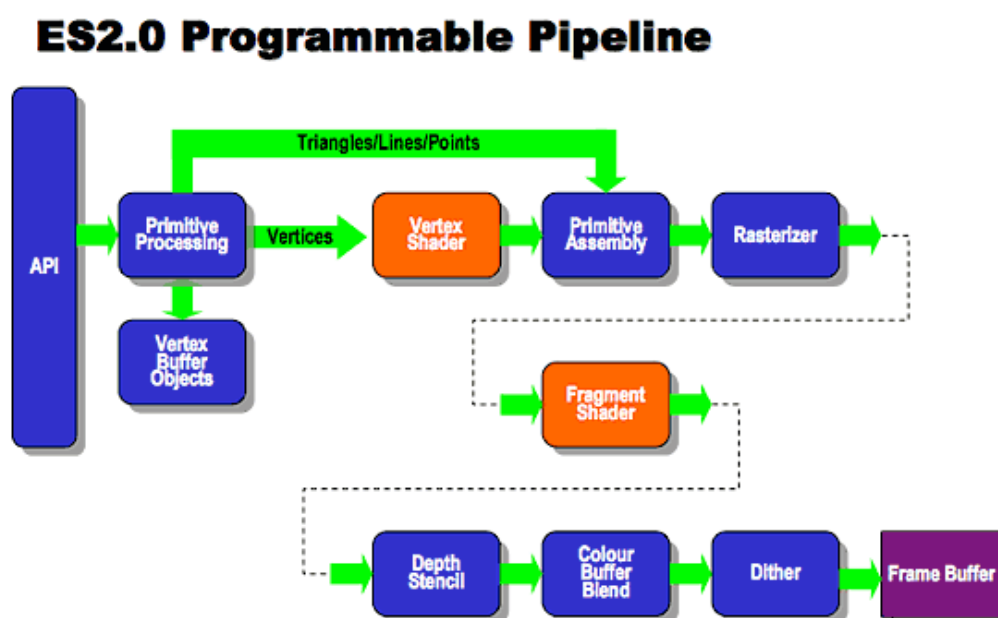 ES2.0 Programmable Pipeline
Triangles/Lines/Points
API
Primitive
Processing
Vertices
Vertex
Shader
Primitive
Assembly
Rasterizer
Vertex
Buffer
Objects
Fragment
Shader
Depth
Stencil
Colour
Buffer
Blend
Dither
Frame Buffer